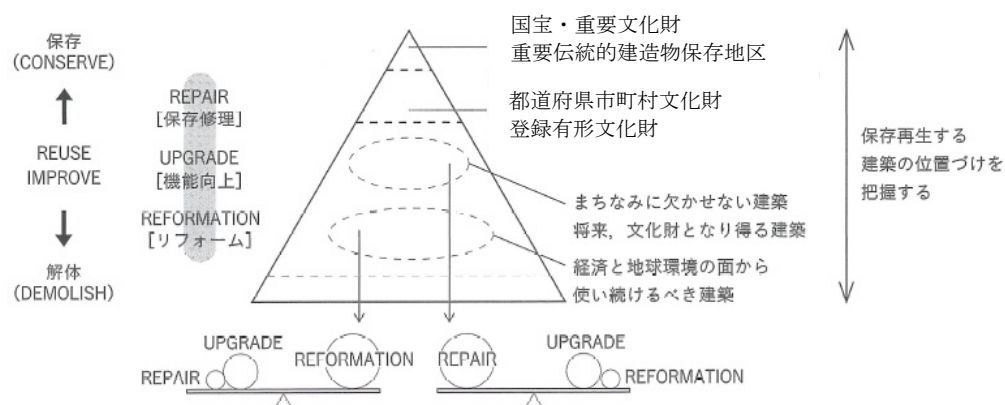 保存
(CONSERVE)
REUSE
IMPROVE
解体
(DEMOLISH)
REPAIR
[保存修理]
UPGRADE
[機能向上]
REFORMATION
[リフォーム]
国宝・重要文化財
重要伝統的建造物保存地区
都道府県市町村文化財
登録有形文化財
まちなみに欠かせない建築
将来，文化財となり得る建築
経済と地球環境の面から
使い続けるべき建築
保存再生する
建築の位置づけを
把握する
UPGRADE
REFORMATION
REPAIR
REPAIR
UPGRADE
REFORMATION